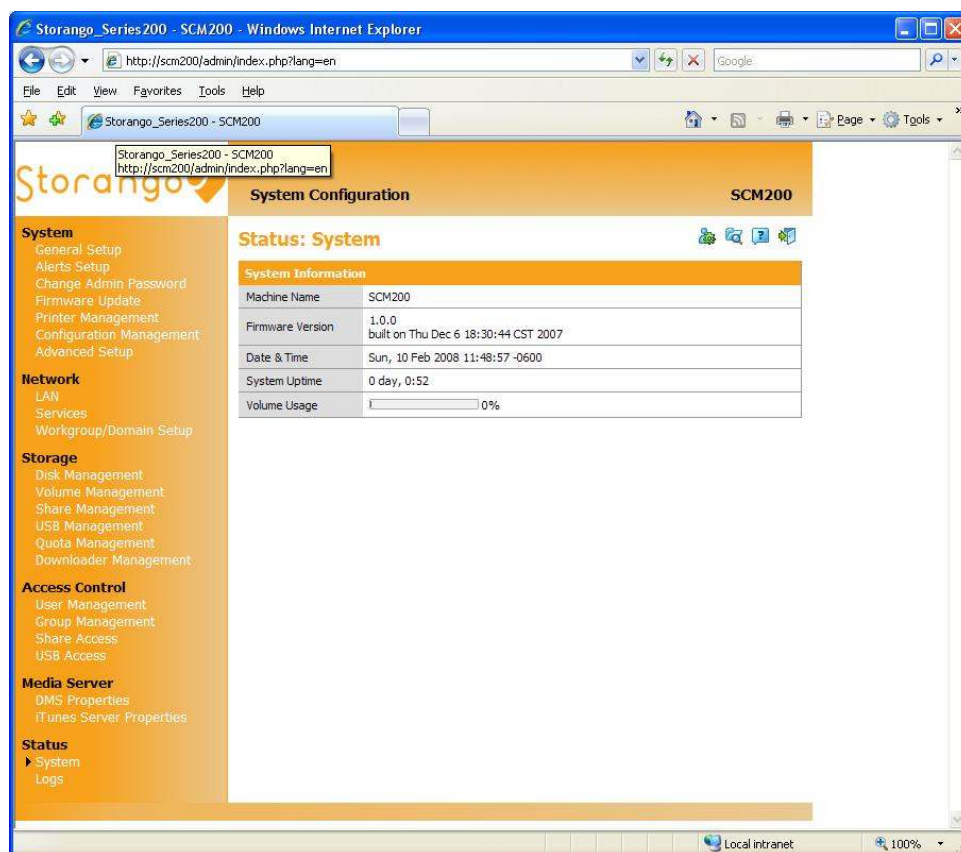 Storango_Series200 - SCM200 - Windows Internet Explorer
http://scm200/admin/index.php?lang=en
Google
File Edit View Favorites Tools Help
Storango_Series200 - SCM200
Page Tools
Storango_Series200 - SCM200
http://scm200/admin/index.php?lang=en
Storango
System Configuration
SCM200
System
General Setup
Alerts Setup
Change Admin Password
Firmware Update
Printer Management
Configuration Management
Advanced Setup
Network
LAN
Services
Workgroup/Domain Setup
Storage
Disk Management
Volume Management
Share Management
USB Management
Quota Management
Downloader Management
Access Control
User Management
Group Management
Share Access
USB Access
Media Server
DMS Properties
iTunes Server Properties
Status
System
Logs
Status: System
System Information
Machine Name SCM200
Firmware Version 1.0.0
built on Thu Dec 6 18:30:44 CST 2007
Date & Time Sun, 10 Feb 2008 11:48:57 -0600
System Uptime 0 day, 0:52
Volume Usage 0%
Local intranet
100%